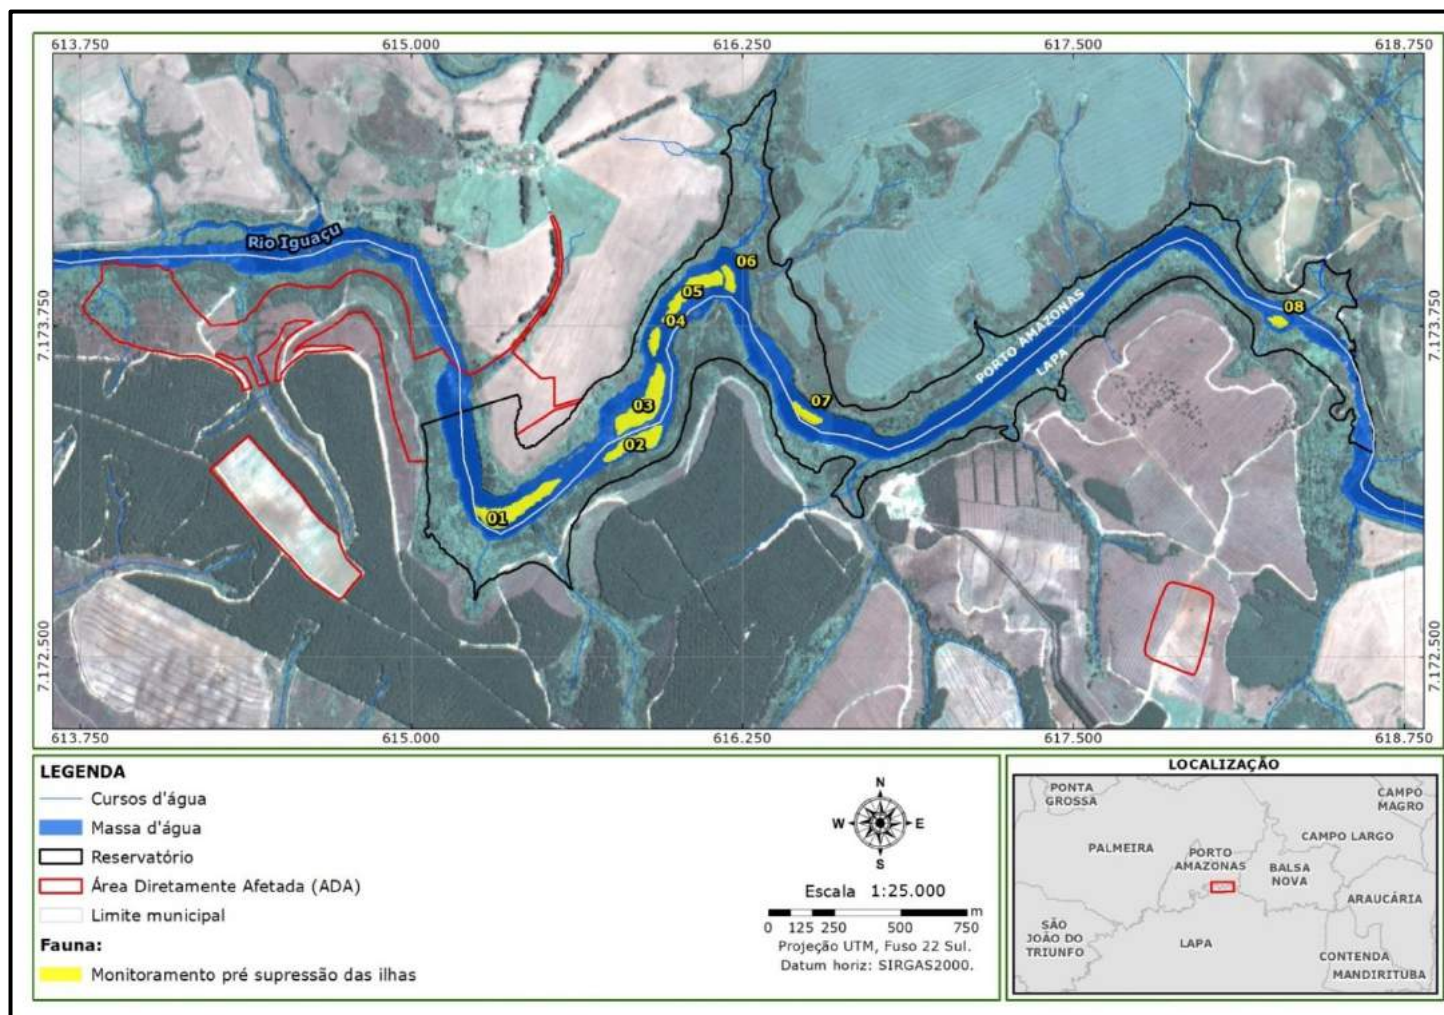 613.750 615.000 616.250 617.500 618.750
Rio Iguaçu
06
05
04
03
02
01
07
08
PORTO AMAZONAS
LAPA
7.173.750
7.173.750
7.172.500
7.172.500
613.750 615.000 616.250 617.500 618.750
LEGENDA
Cursos d'água
Massa d'água
Reservatório
Área Diretamente Afetada (ADA)
Limite municipal
Fauna:
Monitoramento pré supressão das ilhas
N
W E
S
Escala 1:25.000
m
0 125 250 500 750
Projeção UTM, Fuso 22 Sul.
Datum horiz: SIRGAS2000.
LOCALIZAÇÃO
PONTA
GROSSA
CAMPO
MAGRO
CAMPO LARGO
PALMEIRA
PORTO
AMAZONAS
BALSA
NOVA
ARAUCÁRIA
SÃO
JOÃO DO
TRIUNFO
LAPA
CONTENDA
MANDIRITUBA